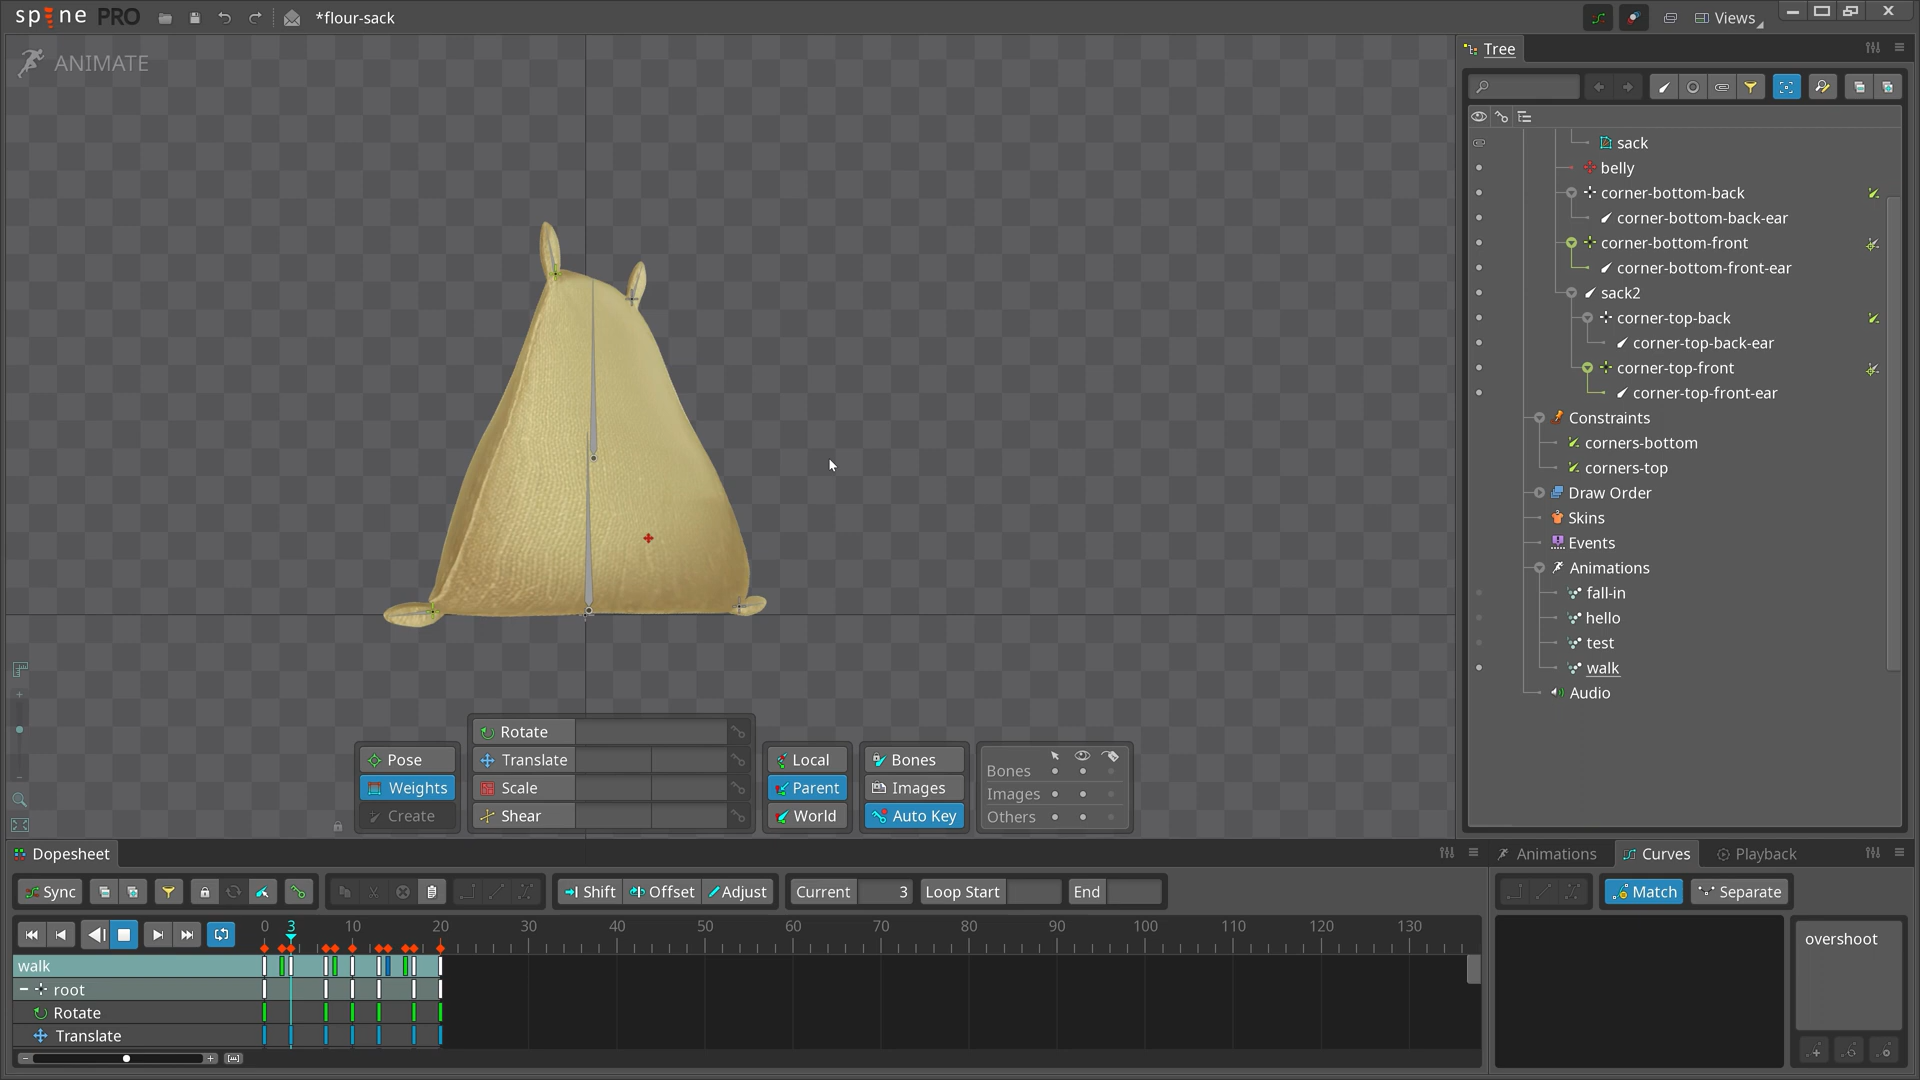 spine PRO
*flour-sack
Views
ANIMATE
Tree
sack
belly
corner-bottom-back
corner-bottom-back-ear
corner-bottom-front
corner-bottom-front-ear
sack2
corner-top-back
corner-top-back-ear
corner-top-front
corner-top-front-ear
Constraints
corners-bottom
corners-top
Draw Order
Skins
Events
Animations
fall-in
hello
test
walk
Audio
Pose
Weights
Create
Rotate
Translate
Scale
Shear
Local
Parent
World
Bones
Images
Auto Key
Bones
Images
Others
Dopesheet
Sync
Shift
Offset
Adjust
Current 3
Loop Start
End
0 3 10 20 30 40 50 60 70 80 90 100 110 120 130
walk
root
Rotate
Translate
Animations
Curves
Playback
Match
Separate
overshoot